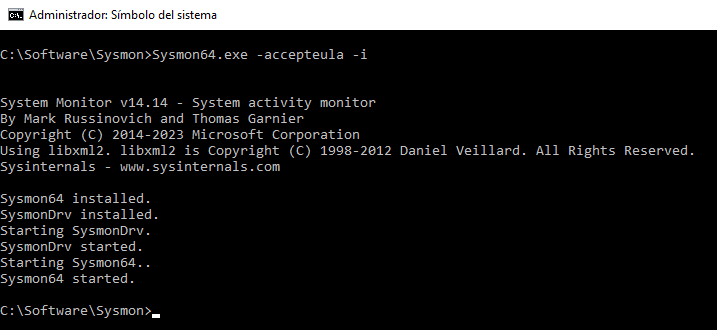 Administrador: Símbolo del sistema
C:\Software\Sysmon>Sysmon64.exe -accepteula -i
System Monitor v14.14 - System activity monitor
By Mark Russinovich and Thomas Garnier
Copyright (C) 2014-2023 Microsoft Corporation
Using libxml2. libxml2 is Copyright (C) 1998-2012 Daniel Veillard. All Rights Reserved.
Sysinternals - www.sysinternals.com
Sysmon64 installed.
SysmonDrv installed.
Starting SysmonDrv.
SysmonDrv started.
Starting Sysmon64..
Sysmon64 started.
C:\Software\Sysmon>